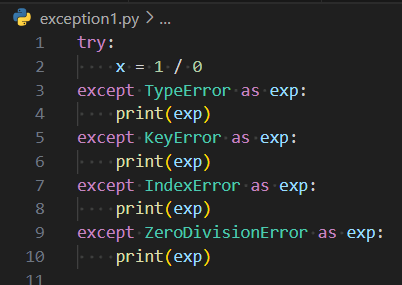 exception1.py > ...
1 try:
2     x = 1 / 0
3 except TypeError as exp:
4     print(exp)
5 except KeyError as exp:
6     print(exp)
7 except IndexError as exp:
8     print(exp)
9 except ZeroDivisionError as exp:
10     print(exp)
11